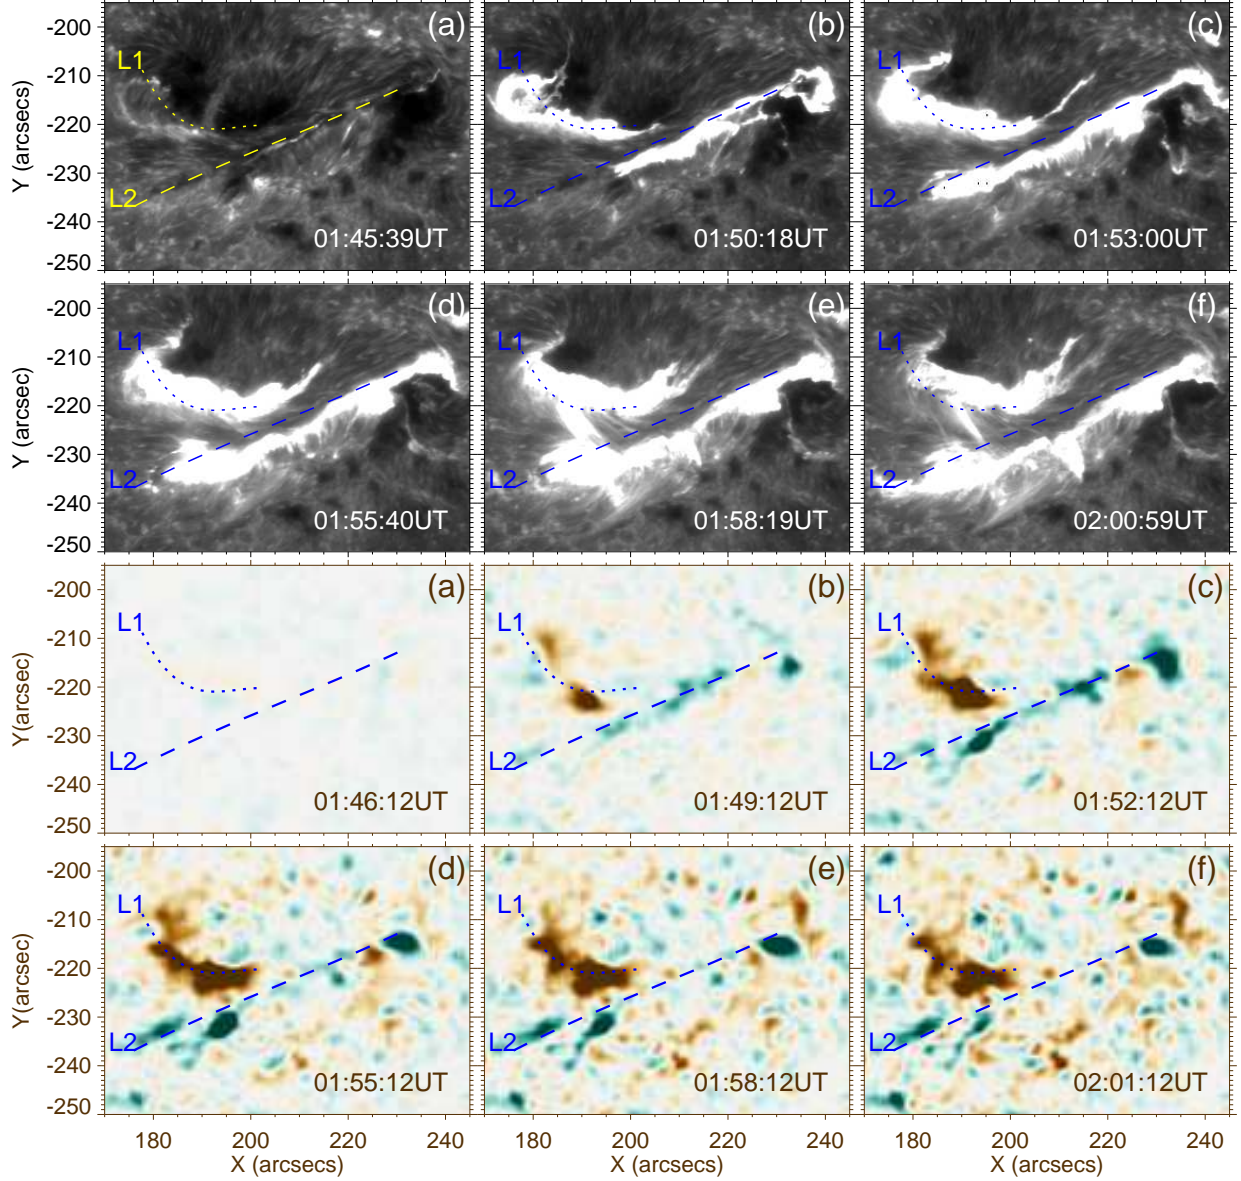 -200
-210
-220
-230
-240
-250
Y (arcsecs)
(a)
L1
L2
01:45:39UT
(b)
L1
L2
01:50:18UT
(c)
L1
L2
01:53:00UT
-200
-210
-220
-230
-240
-250
Y (arcsec)
(d)
L1
L2
01:55:40UT
(e)
L1
L2
01:58:19UT
(f)
L1
L2
02:00:59UT
-200
-210
-220
-230
-240
-250
Y(arcsec)
(a)
L1
L2
01:46:12UT
(b)
L1
L2
01:49:12UT
(c)
L1
L2
01:52:12UT
-200
-210
-220
-230
-240
-250
Y(arcsec)
(d)
L1
L2
01:55:12UT
(e)
L1
L2
01:58:12UT
(f)
L1
L2
02:01:12UT
180 200 220 240 180 200 220 240 180 200 220 240
X (arcsecs) X (arcsecs) X (arcsecs)